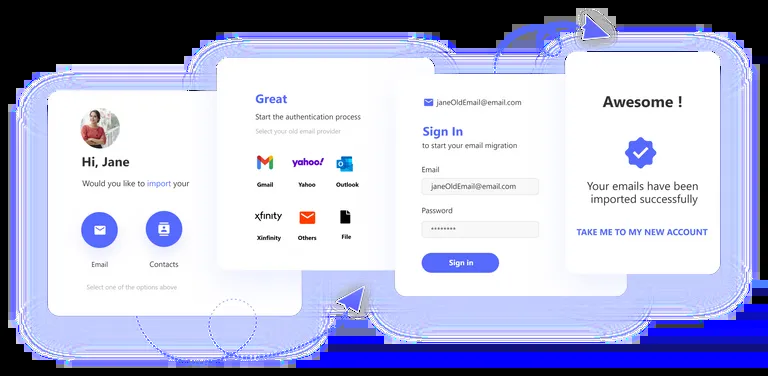 Hi, Jane
Would you like to import your
Email
Contacts
Select one of the options above
Great
Start the authentication process
Select your old email provider
yahoo!
Gmail
Yahoo
Outlook
xfinity
Xinfinity
Others
File
janeOldEmail@email.com
Sign In
to start your email migration
Email
janeOldEmail@email.com
Password
********
Sign in
Awesome !
Your emails have been
imported successfully
TAKE ME TO MY NEW ACCOUNT